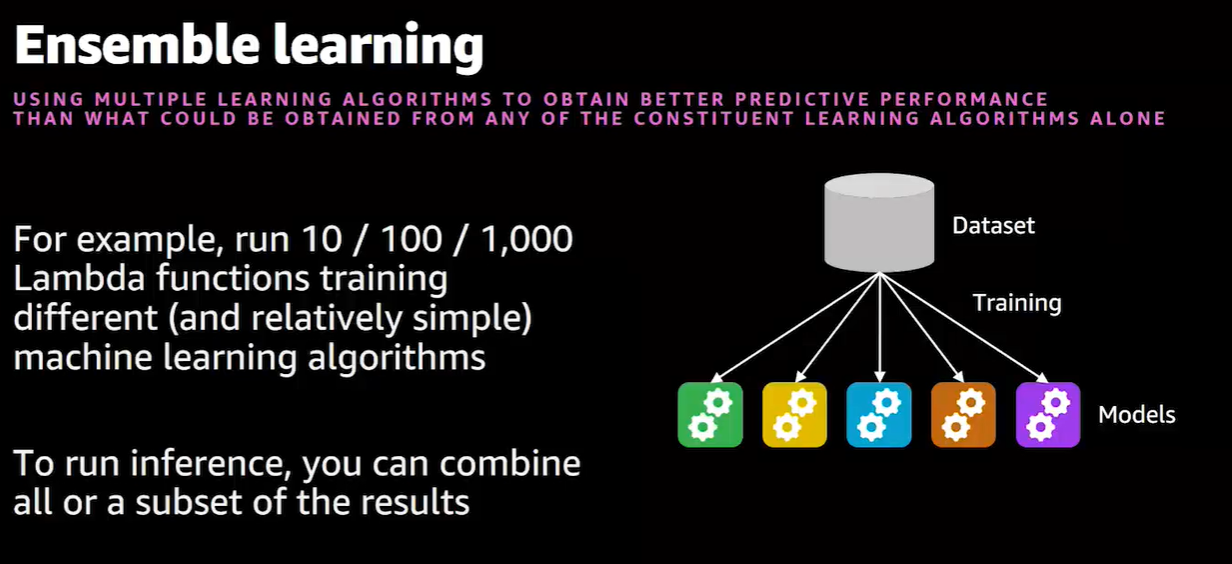 Ensemble learning
USING MULTIPLE LEARNING ALGORITHMS TO OBTAIN BETTER PREDICTIVE PERFORMANCE
THAN WHAT COULD BE OBTAINED FROM ANY OF THE CONSTITUENT LEARNING ALGORITHMS ALONE
For example, run 10 / 100 / 1,000
Lambda functions training
different (and relatively simple)
machine learning algorithms
To run inference, you can combine
all or a subset of the results
Dataset
Training
Models